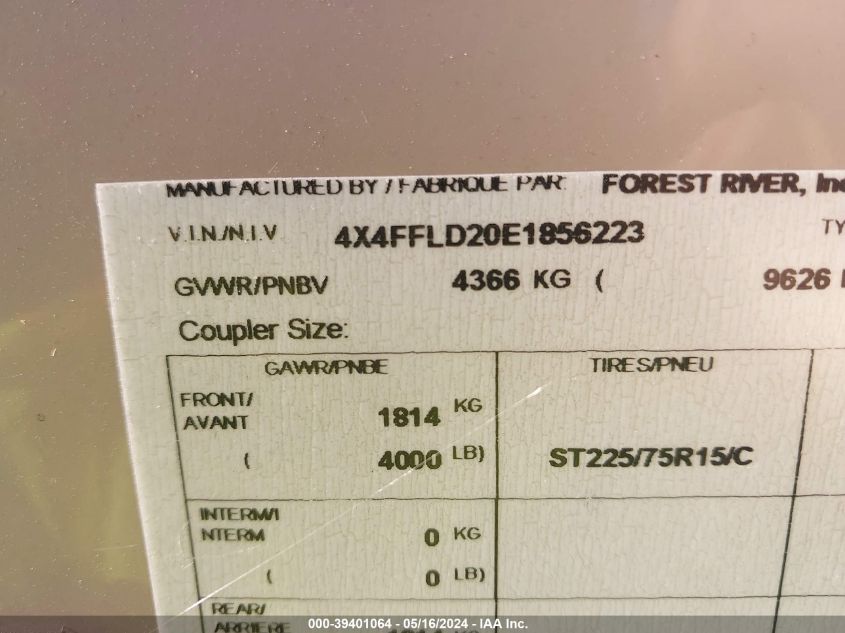 MANUFACTURED BY / FABRIQUE PAR: FOREST RIVER, Inc
V.I.N./N.I.V 4X4FFLD20E1856223 TY
GVWR/PNBV 4366 KG ( 9626
Coupler Size:
GAWR/PNBE TIRES/PNEU
FRONT/
AVANT 1814 KG
( 4000 LB) ST225/75R15/C
INTERM/I
NTERM 0 KG
( 0 LB)
REAR/
ARRIERE
000-39401064 - 05/16/2024 - IAA Inc.